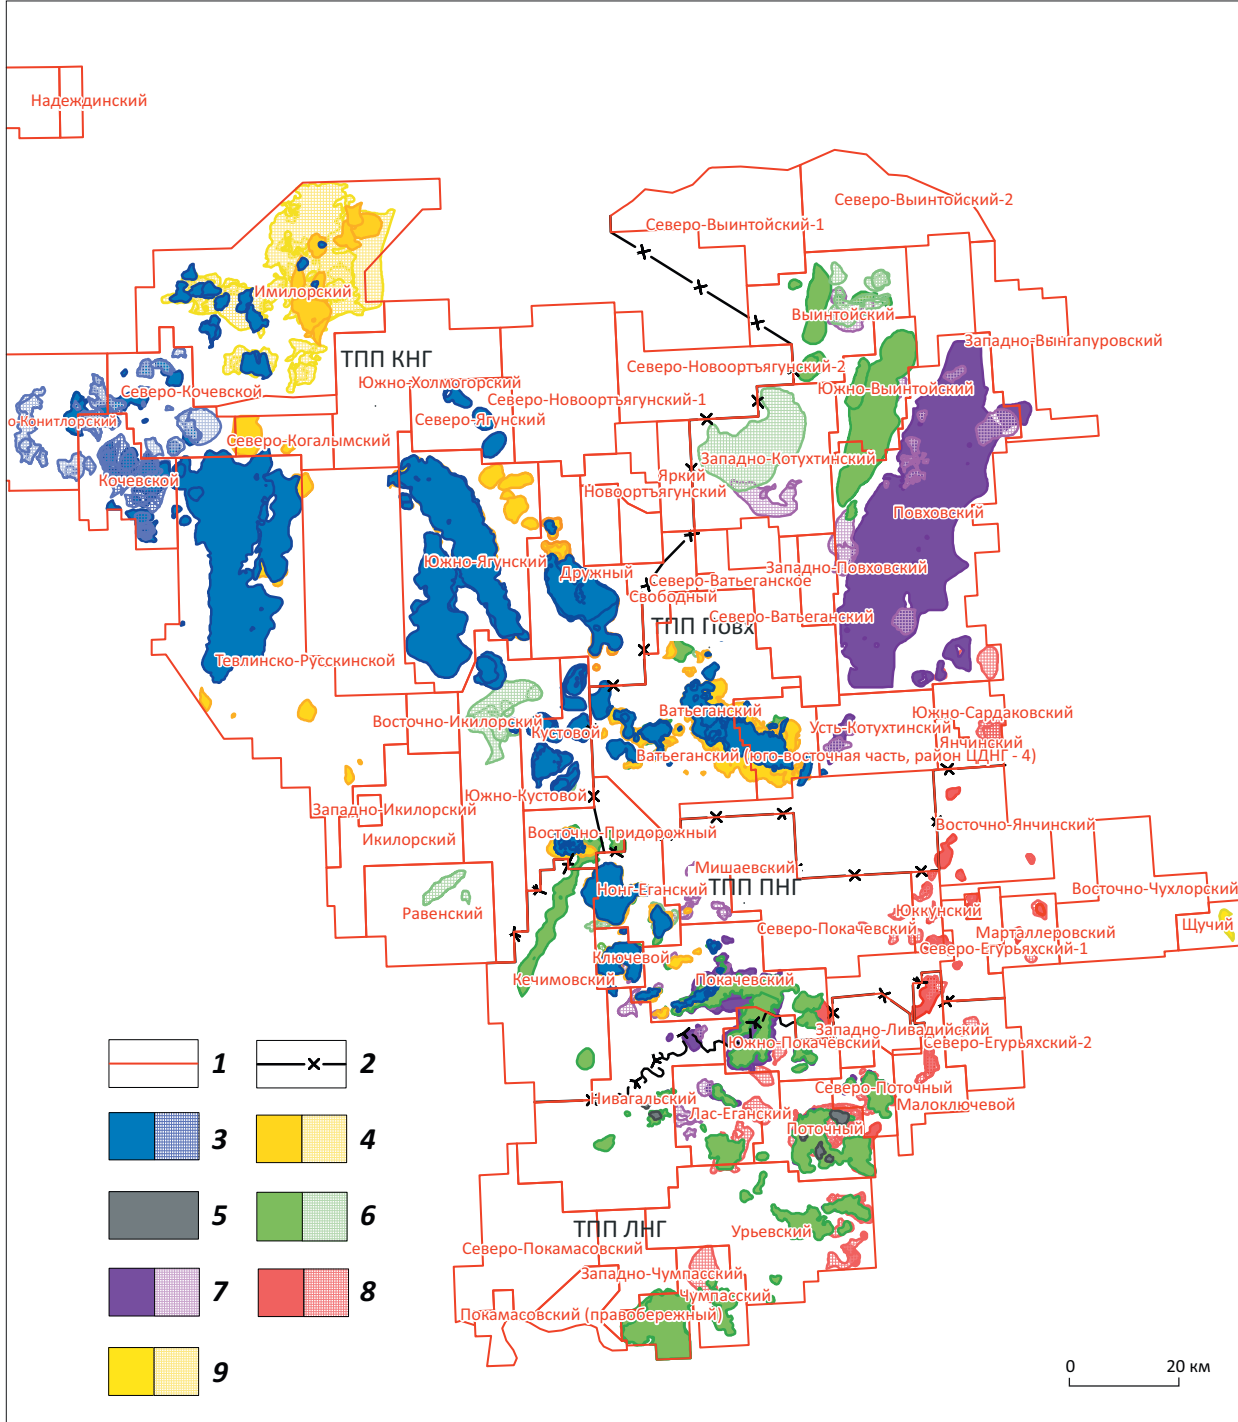 Надеждинский
Северо-Выинтойский-2
Северо-Выинтойский-1
Имилорский
Выинтойский
Западно-Вынгапуровский
ТПП КНГ
Северо-Новоортъягунский-2
Южно-Холмогорский
Южно-Выинтойский
Северо-Кочевской
Северо-Новоортъягунский-1
Северо-Ягунский
о-Конитлорский
Северо-Когалымский
Западно-Котухтинский
Яркий
Кочевской
Новоортъягунский
Повховский
Южно-Ягунский
Дружный
Западно-Повховский
Северо-Ватьеганское
Свободный
Северо-Ватьеганский
ТПП Повх
Тевлинско-Русскинской
Ватьеганский
Южно-Сардаковский
Восточно-Икилорский
Усть-Котухтинский
Кустовой
Янчинский
Ватьеганский (юго-восточная часть, район ЦДНГ - 4)
Южно-Кустовой
Западно-Икилорский
Восточно-Янчинский
Восточно-Придорожный
Икилорский
Мишаевский
ТПП ПНГ
Нонг-Еганский
Восточно-Чухлорский
Равенский
Юккунский
Щучий
Северо-Покачевский
Марталлеровский
Северо-Егурьяхский-1
Ключевой
Кечимовский
Покачевский
Западно-Ливадийский
Южно-Покачевский
Северо-Егурьяхский-2
1
2
Северо-Поточный
Нивагальский
Малоключевой
Лас-Еганский
Поточный
3
4
5
6
ТПП ЛНГ
Урьевский
Северо-Покамасовский
Западно-Чумпасский
7
8
Чумпасский
Покамасовский (правобережный)
9
0
20 км